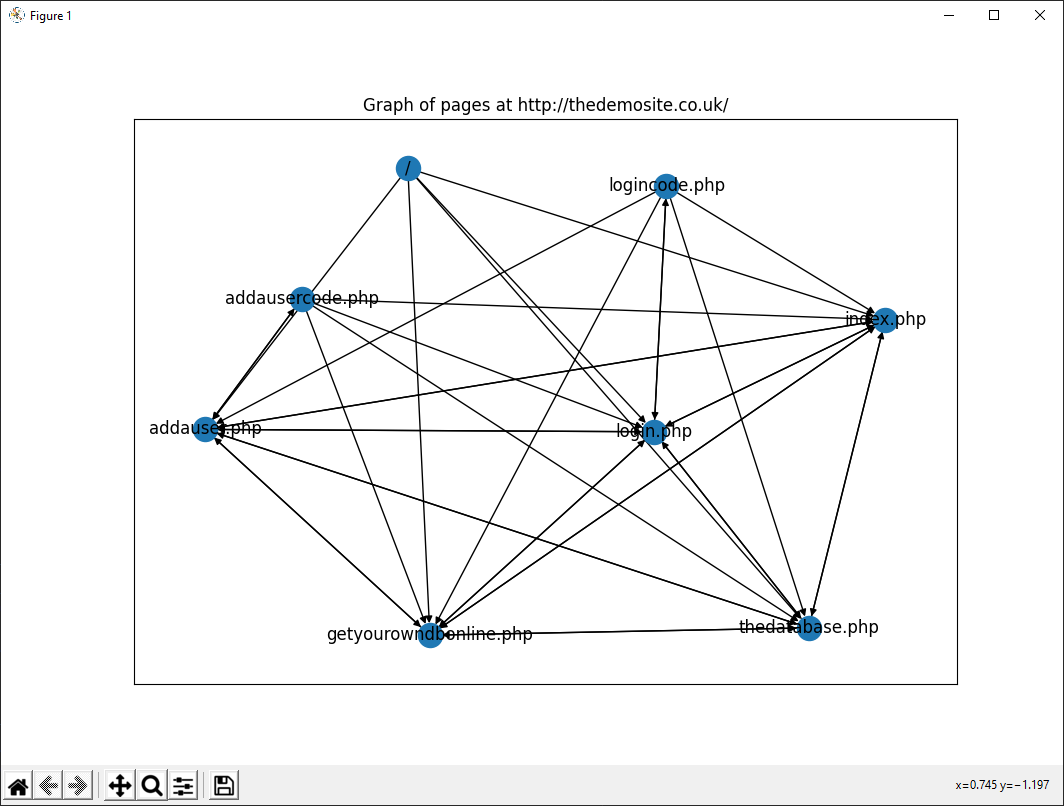 Figure 1
Graph of pages at http://thedemosite.co.uk/
/
logincode.php
addausercode.php
index.php
addauser.php
login.php
getyourowndbonline.php
thedatabase.php
x=0.745 y=−1.197